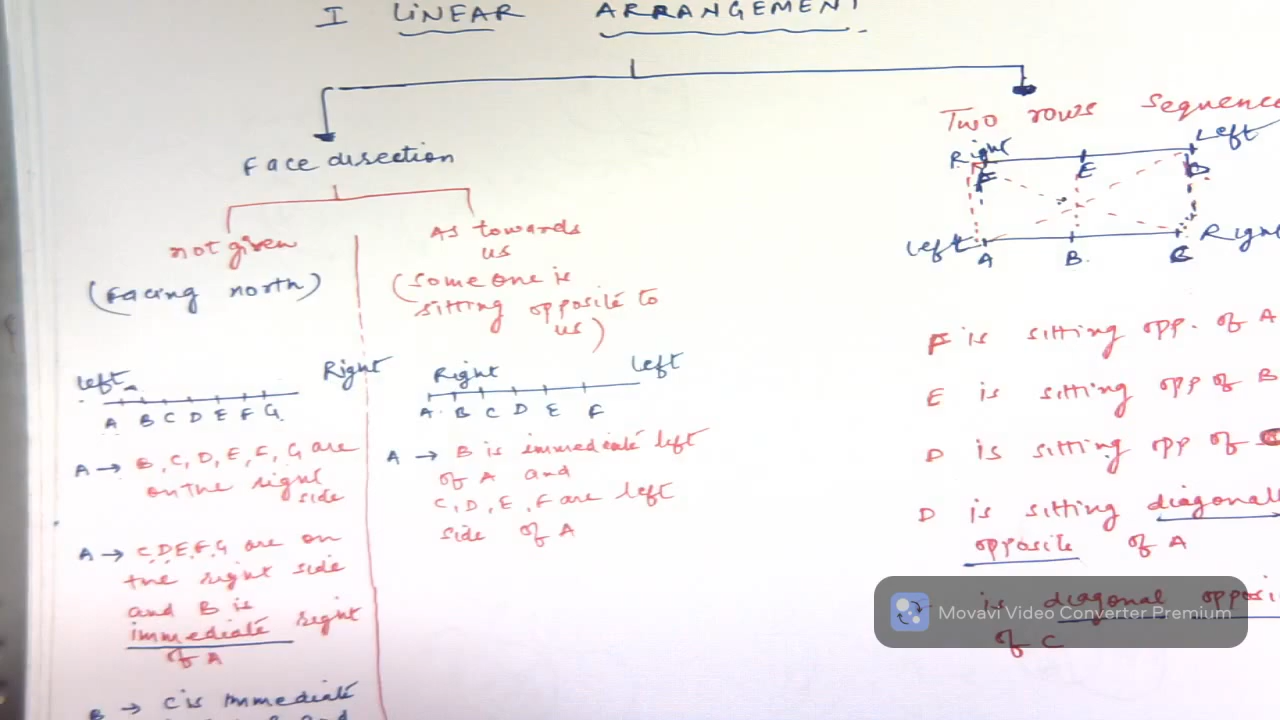 I LINEAR ARRANGEMENT
Face direction
not given
(Facing north)
Left Right
A B C D E F G
A → B, C, D, E, F, G are
on the right
side
A → C, D, E, F, G are on
the right side
and B is
immediate right
of A
B → C is immediate
As towards
us
(Some one is
sitting opposite to
us)
Right Left
A B C D E F
A → B is immediate left
of A and
C, D, E, F are left
side of A
Two rows Sequence
Right Left
F E D
Left Right
A B C
F is sitting opp. of A
E is sitting opp of B
D is sitting opp of
D is sitting diagonall
opposite of A
is diagonal opposi
of C
Movavi Video Converter Premium